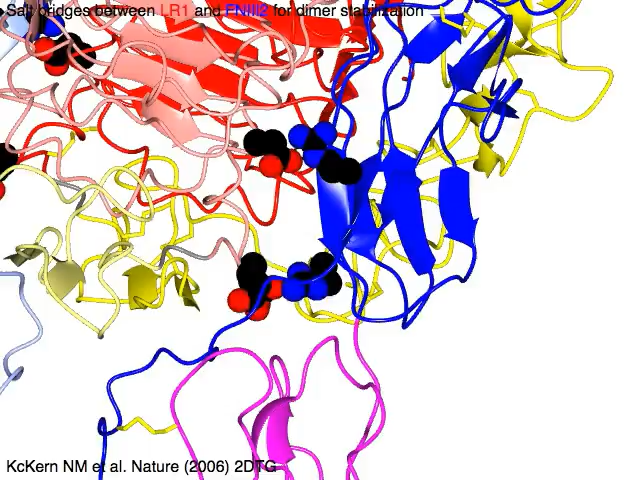 Salt bridges between LR1 and FNIII2 for dimer stabilization
KcKern NM et al. Nature (2006) 2DTG